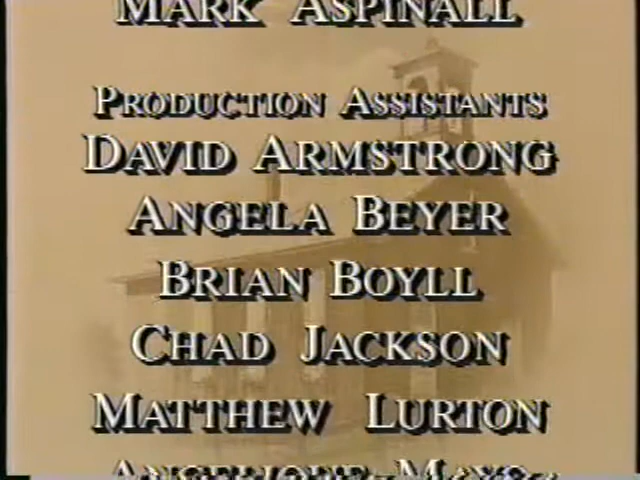 MARK ASPINALL
PRODUCTION ASSISTANTS
DAVID ARMSTRONG
ANGELA BEYER
BRIAN BOYLL
CHAD JACKSON
MATTHEW LURTON